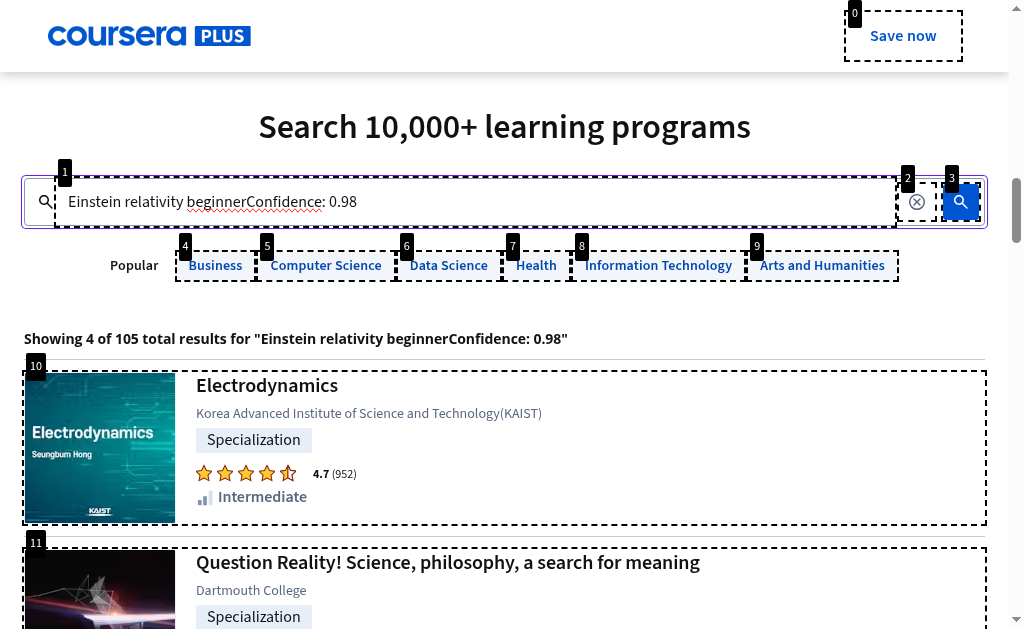 coursera PLUS
0
Save now
Search 10,000+ learning programs
1
Einstein relativity beginnerConfidence: 0.98
2
3
Popular
4
Business
5
Computer Science
6
Data Science
7
Health
8
Information Technology
9
Arts and Humanities
Showing 4 of 105 total results for "Einstein relativity beginnerConfidence: 0.98"
10
Electrodynamics
Seungbum Hong
KAIST
Electrodynamics
Korea Advanced Institute of Science and Technology(KAIST)
Specialization
4.7 (952)
Intermediate
11
Question Reality! Science, philosophy, a search for meaning
Dartmouth College
Specialization